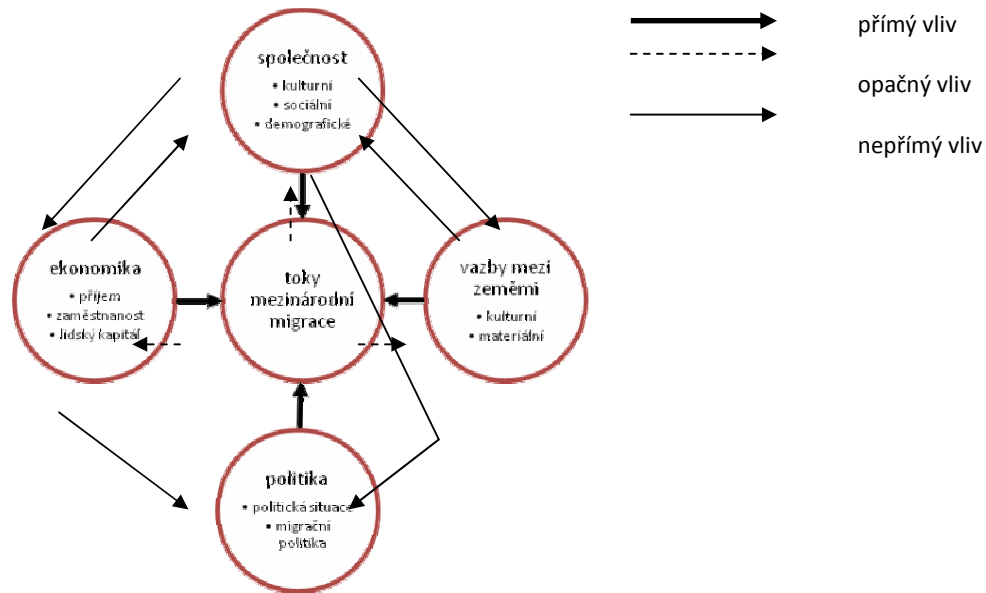 společnost
• kulturní
• sociální
• demografické
ekonomika
• příjem
• zaměstnanost
• lidský kapitál
toky
mezinárodní
migrace
vazby mezi
zeměmi
• kulturní
• materiální
politika
• politická situace
• migrační
politika
přímý vliv
opačný vliv
nepřímý vliv